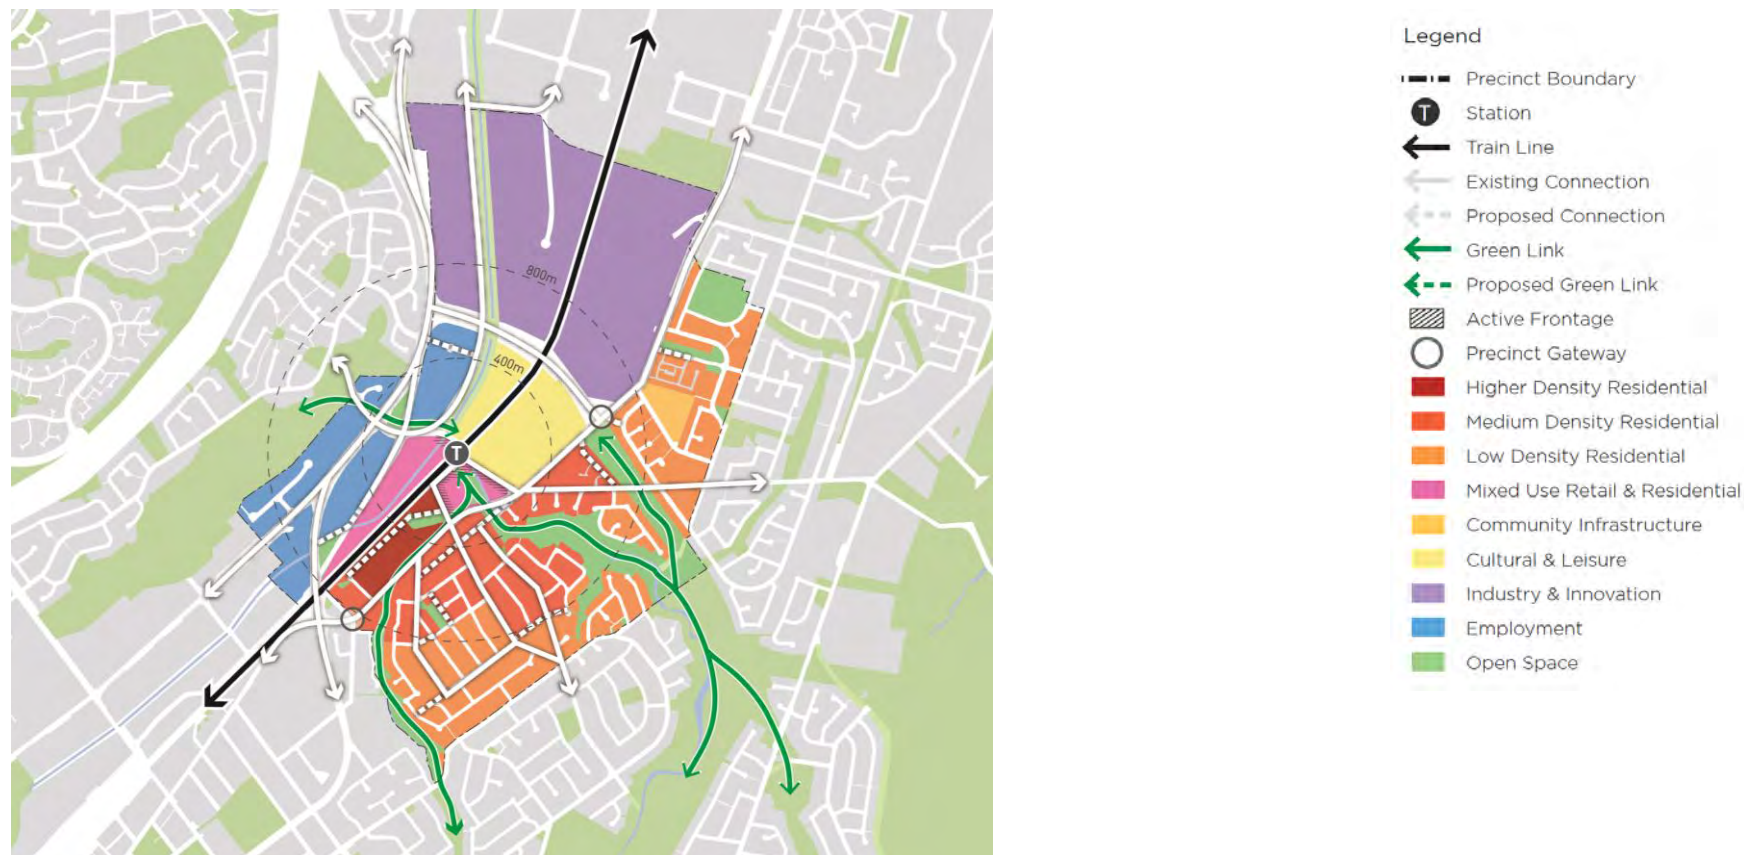 800m
400m
T
Legend
Precinct Boundary
T
Station
Train Line
Existing Connection
Proposed Connection
Green Link
Proposed Green Link
Active Frontage
Precinct Gateway
Higher Density Residential
Medium Density Residential
Low Density Residential
Mixed Use Retail & Residential
Community Infrastructure
Cultural & Leisure
Industry & Innovation
Employment
Open Space